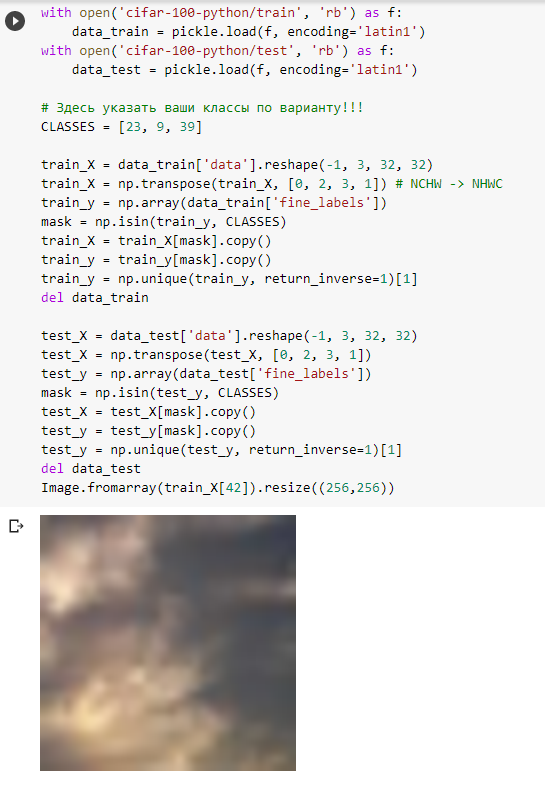 with open('cifar-100-python/train', 'rb') as f:
    data_train = pickle.load(f, encoding='latin1')
with open('cifar-100-python/test', 'rb') as f:
    data_test = pickle.load(f, encoding='latin1')

# Здесь указать ваши классы по варианту!!!
CLASSES = [23, 9, 39]

train_X = data_train['data'].reshape(-1, 3, 32, 32)
train_X = np.transpose(train_X, [0, 2, 3, 1]) # NCHW -> NHWC
train_y = np.array(data_train['fine_labels'])
mask = np.isin(train_y, CLASSES)
train_X = train_X[mask].copy()
train_y = train_y[mask].copy()
train_y = np.unique(train_y, return_inverse=1)[1]
del data_train

test_X = data_test['data'].reshape(-1, 3, 32, 32)
test_X = np.transpose(test_X, [0, 2, 3, 1])
test_y = np.array(data_test['fine_labels'])
mask = np.isin(test_y, CLASSES)
test_X = test_X[mask].copy()
test_y = test_y[mask].copy()
test_y = np.unique(test_y, return_inverse=1)[1]
del data_test
Image.fromarray(train_X[42]).resize((256,256))